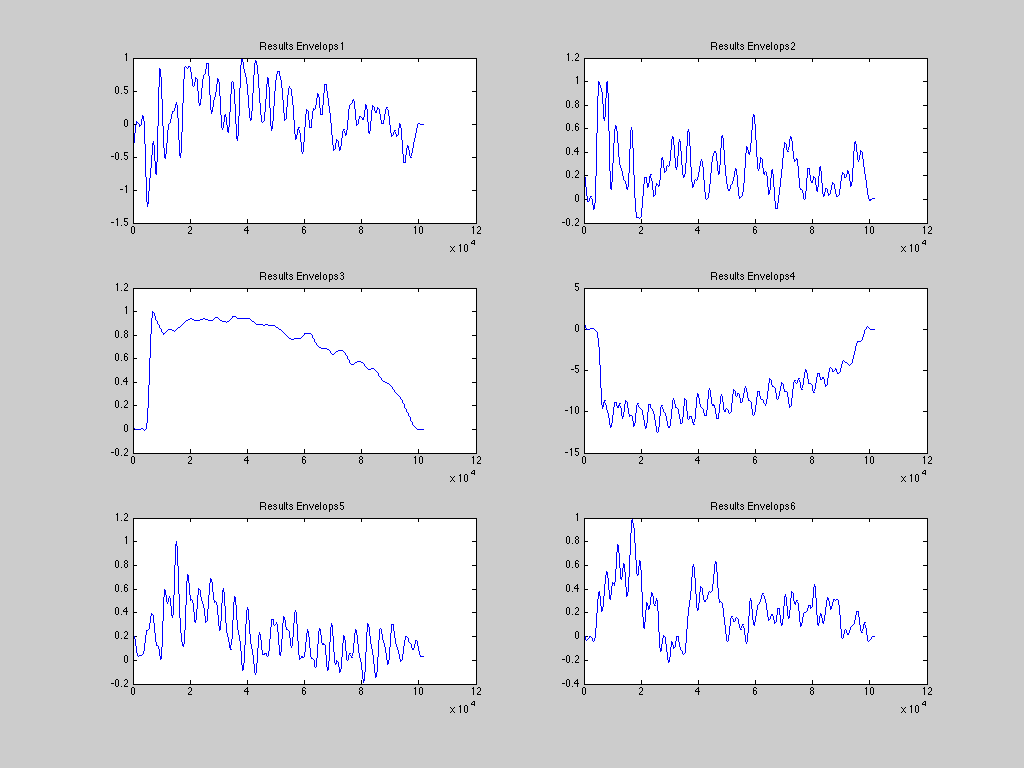 Results Envelops1
Results Envelops2
1
0.5
0
-0.5
-1
-1.5
0 2 4 6 8 10 12
x 10^4
1.2
1
0.8
0.6
0.4
0.2
0
-0.2
0 2 4 6 8 10 12
x 10^4
Results Envelops3
Results Envelops4
1.2
1
0.8
0.6
0.4
0.2
0
-0.2
0 2 4 6 8 10 12
x 10^4
5
0
-5
-10
-15
0 2 4 6 8 10 12
x 10^4
Results Envelops5
Results Envelops6
1.2
1
0.8
0.6
0.4
0.2
0
-0.2
0 2 4 6 8 10 12
x 10^4
1
0.8
0.6
0.4
0.2
0
-0.2
-0.4
0 2 4 6 8 10 12
x 10^4